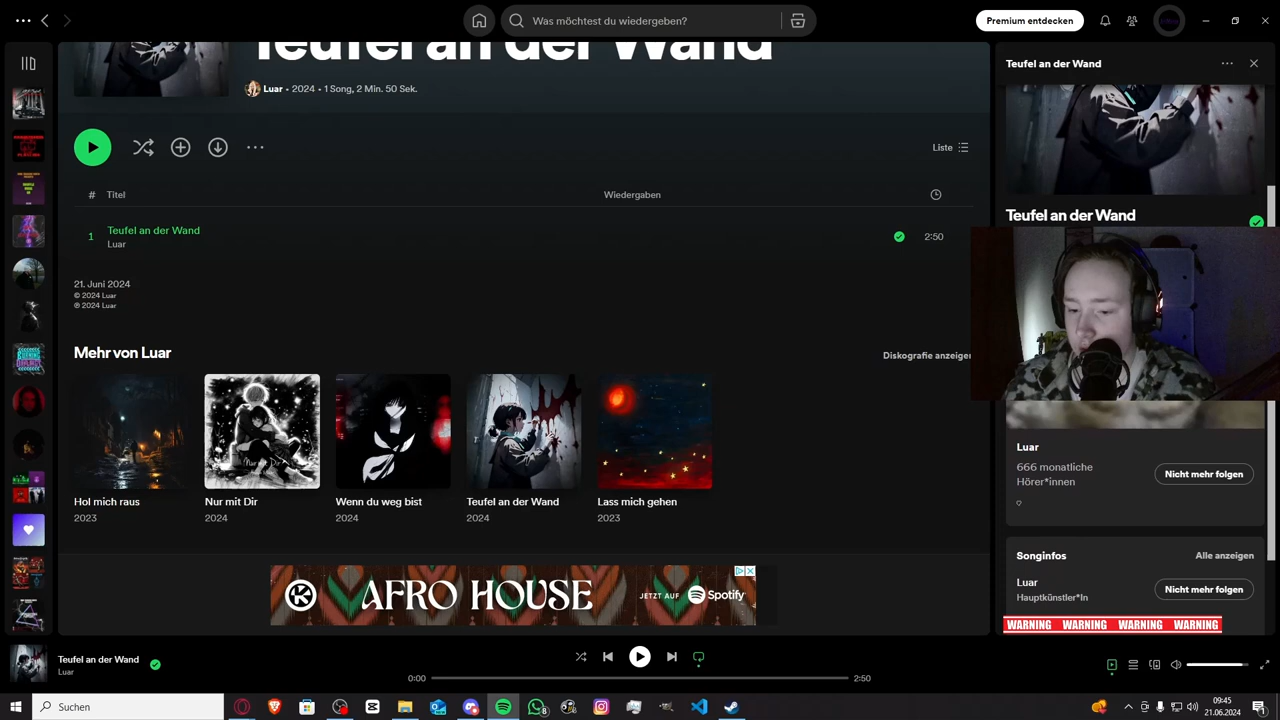 Was möchtest du wiedergeben?
Premium entdecken
Teufel an der Wand
Luar • 2024 • 1 Song, 2 Min. 50 Sek.
Liste
# Titel Wiedergaben
1 Teufel an der Wand 2:50
Luar
21. Juni 2024
© 2024 Luar
℗ 2024 Luar
Mehr von Luar
Diskografie anzeigen
Nur mit Dir
Hol mich raus
2023
Nur mit Dir
2024
Wenn du weg bist
2024
Teufel an der Wand
2024
Lass mich gehen
2023
AFRO HOUSE
JETZT AUF Spotify
Teufel an der Wand
Teufel an der Wand
Luar
666 monatliche
Hörer*innen
Nicht mehr folgen
Songinfos
Alle anzeigen
Luar
Hauptkünstler*In
Nicht mehr folgen
WARNING WARNING WARNING WARNING
Teufel an der Wand
Luar
0:00 2:50
Suchen
8
09:45
21.06.2024
1